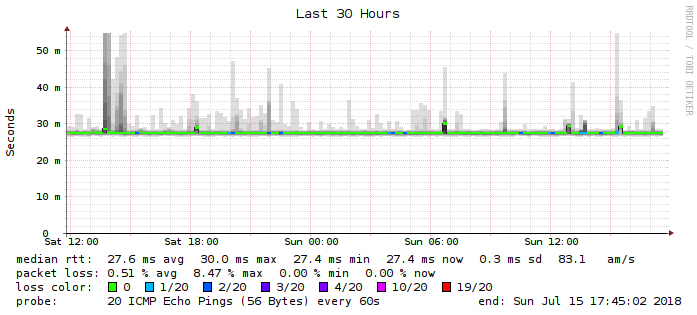 Last 30 Hours
RRDTOOL / TOBI OETIKER
Seconds
50 m
40 m
30 m
20 m
10 m
0
Sat 12:00 Sat 18:00 Sun 00:00 Sun 06:00 Sun 12:00
median rtt: 27.6 ms avg 30.0 ms max 27.4 ms min 27.4 ms now 0.3 ms sd 83.1 am/s
packet loss: 0.51 % avg 8.47 % max 0.00 % min 0.00 % now
loss color: 0 1/20 2/20 3/20 4/20 10/20 19/20
probe: 20 ICMP Echo Pings (56 Bytes) every 60s end: Sun Jul 15 17:45:02 2018